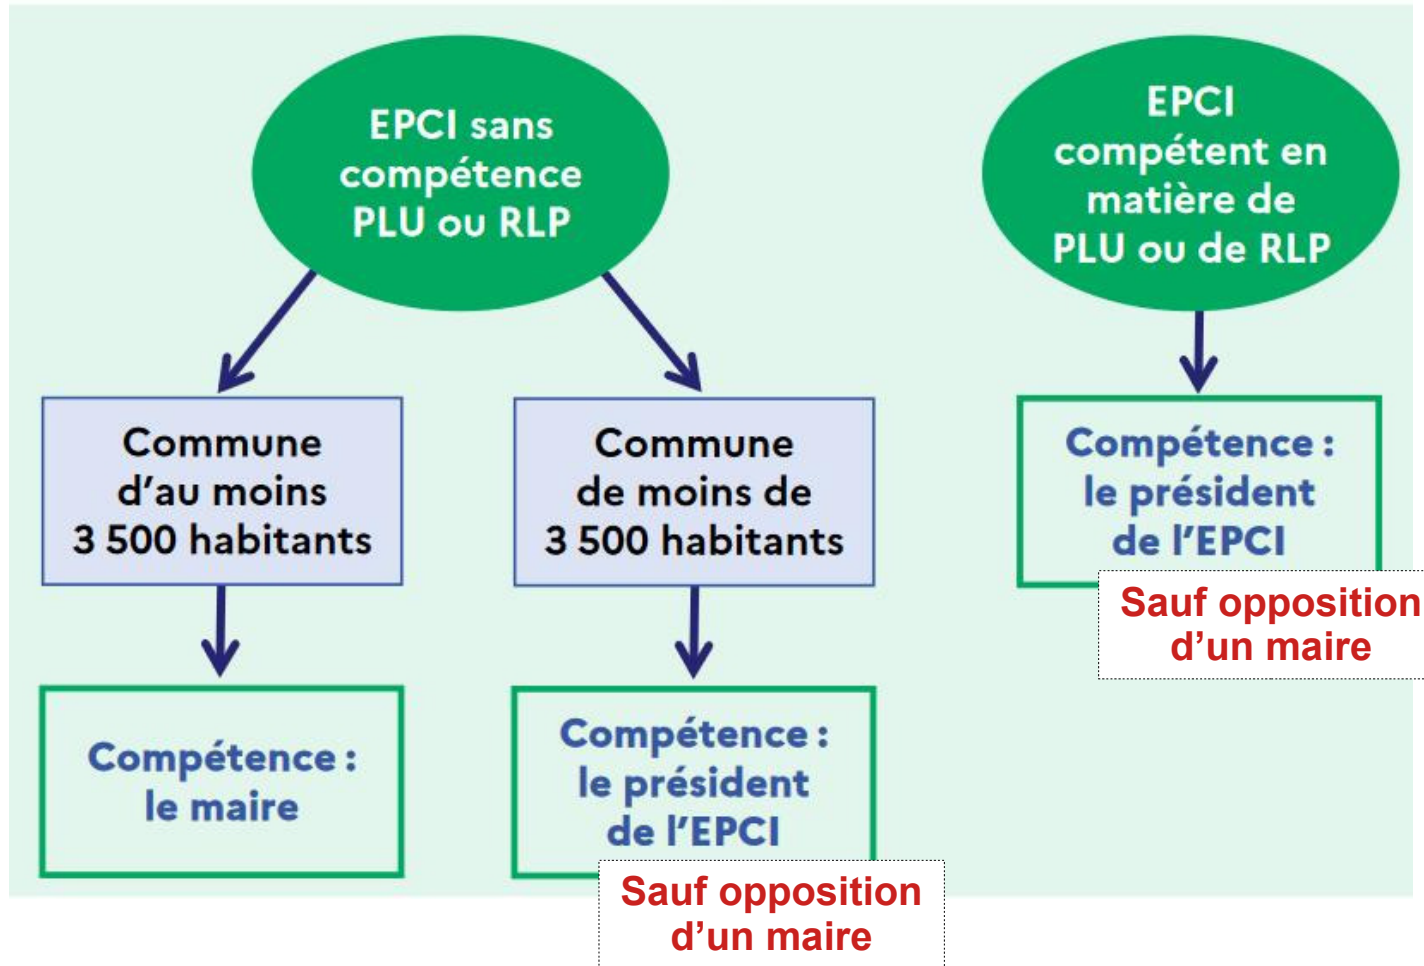 EPCI sans
compétence
PLU ou RLP
EPCI
compétent en
matière de
PLU ou de RLP
Commune
d'au moins
3 500 habitants
Commune
de moins de
3 500 habitants
Compétence :
le président
de l'EPCI
Sauf opposition
d'un maire
Compétence :
le maire
Compétence :
le président
de l'EPCI
Sauf opposition
d'un maire